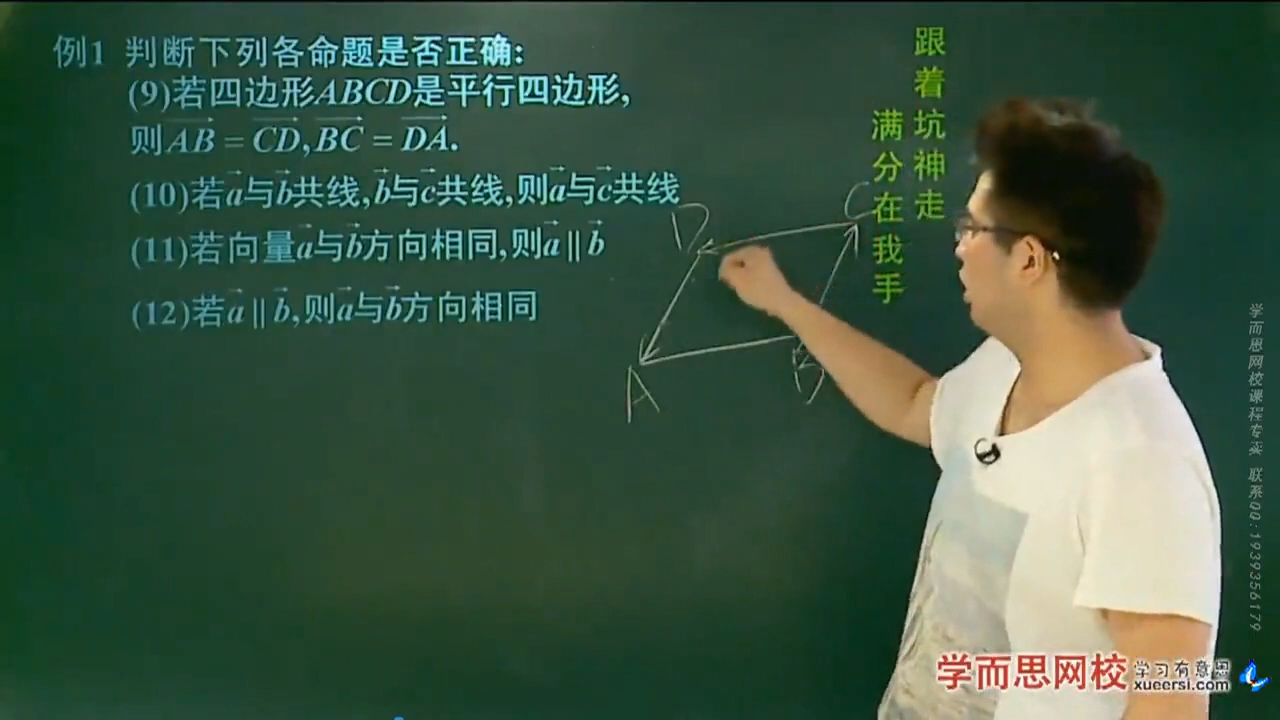 例1 判断下列各命题是否正确:
(9)若四边形ABCD是平行四边形,
则AB = CD,BC = DA.
(10)若a与b共线,b与c共线,则a与c共线
(11)若向量a与b方向相同,则a∥b
(12)若a∥b,则a与b方向相同
跟着坑神走
满分在我手
D
C
A
学而思网校课程专卖 联系QQ:1939356179
学而思网校
学习有意思
xueersi.com